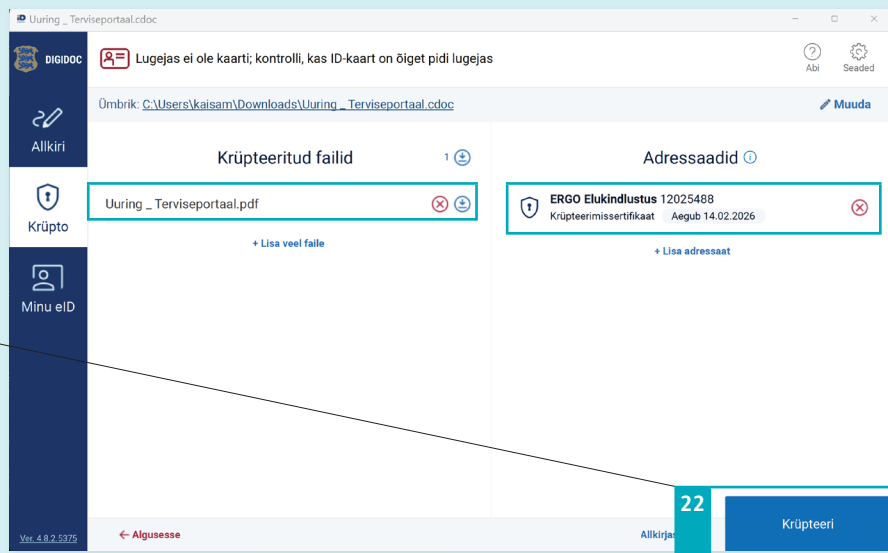 Uuring _ Terviseportaal.cdoc
DIGIDOC
Lugejas ei ole kaarti; kontrolli, kas ID-kaart on õiget pidi lugejas
Abi
Seaded
Ümbrik: C:\Users\kaisam\Downloads\Uuring _ Terviseportaal.cdoc
Muuda
Allkiri
Krüpto
Minu eID
Krüpteeritud failid
1
Uuring _ Terviseportaal.pdf
+ Lisa veel faile
Adressaadid
ERGO Elukindlustus 12025488
Krüpteerimissertifikaat Aegub 14.02.2026
+ Lisa adressaat
Ver. 4.8.2.5375
← Algusesse
Allkirjas
22
Krüpteeri